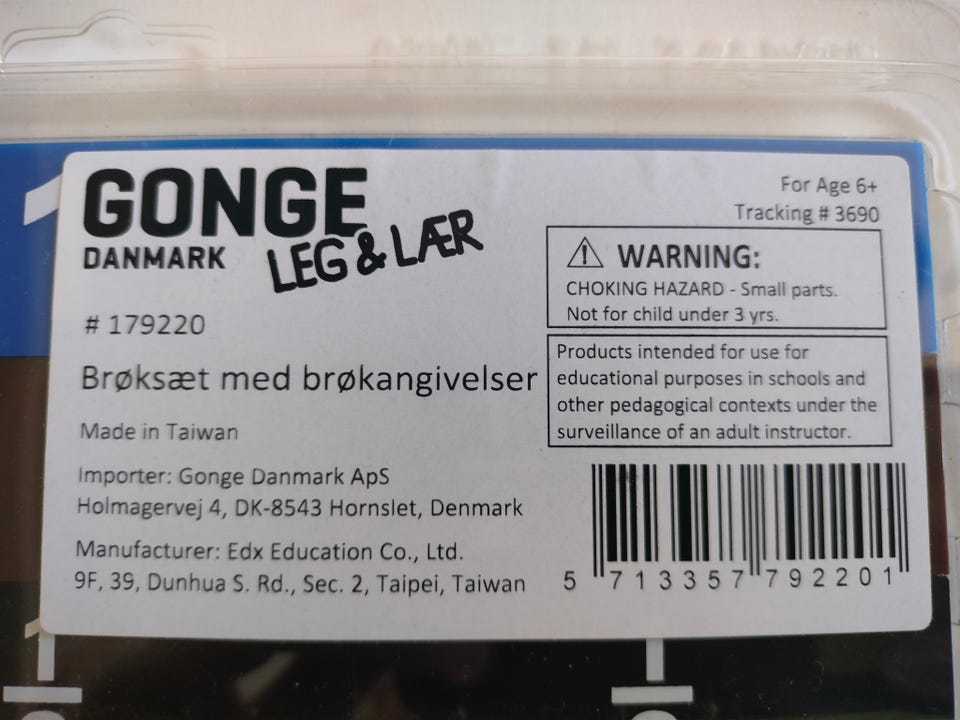 GONGE
DANMARK
LEG & LÆR
For Age 6+
Tracking # 3690
⚠ WARNING:
CHOKING HAZARD - Small parts.
Not for child under 3 yrs.
# 179220
Brøksæt med brøkangivelser
Products intended for use for
educational purposes in schools and
other pedagogical contexts under the
surveillance of an adult instructor.
Made in Taiwan
Importer: Gonge Danmark ApS
Holmagervej 4, DK-8543 Hornslet, Denmark
Manufacturer: Edx Education Co., Ltd.
9F, 39, Dunhua S. Rd., Sec. 2, Taipei, Taiwan
5 713357 792201
1
1
1